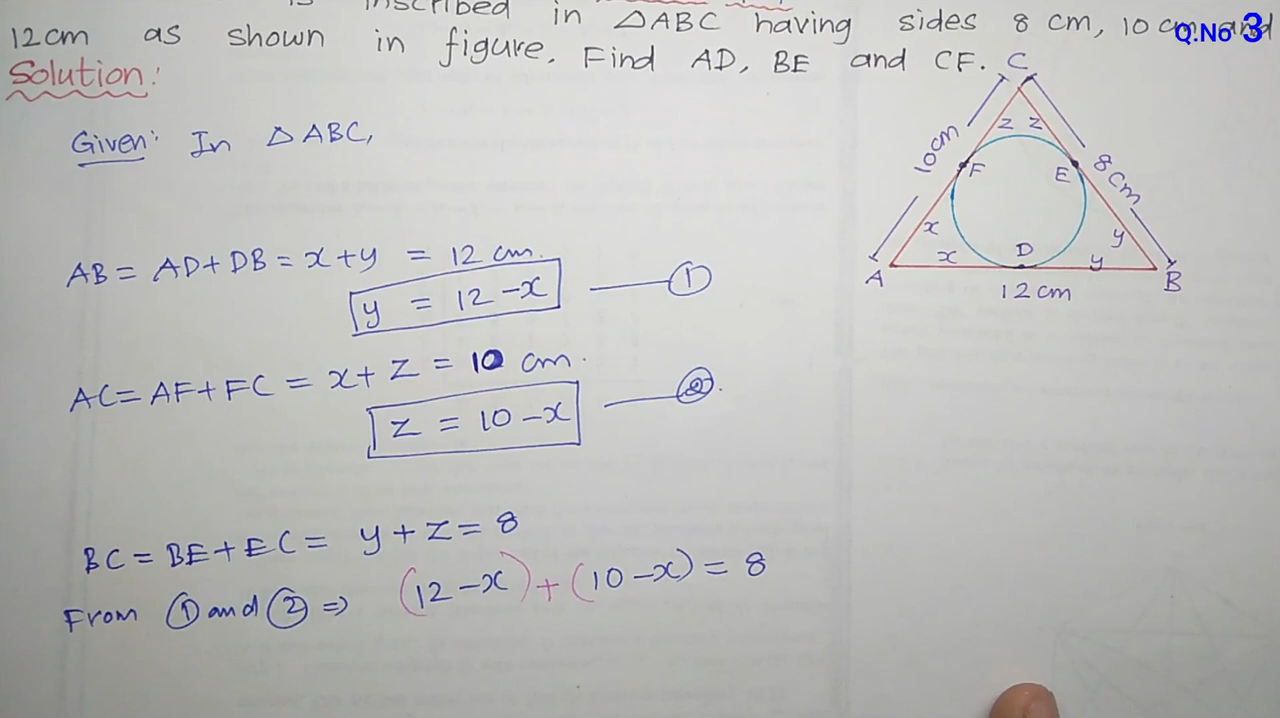 is inscribed in △ABC having sides 8 cm, 10 cm and
Q.No 3
12cm as shown in figure. Find AD, BE and CF.
Solution:
Given: In △ABC,
AB = AD+DB = x+y = 12 cm.
y = 12 -x ①
AC= AF+FC = x+ z = 10 cm.
z = 10 -x ②.
BC = BE+EC = y+z = 8
From ① and ② ⇒ (12 -x) + (10 -x) = 8
C
z z
10cm
F
E
8cm
x
x
D
y
y
A
B
12cm